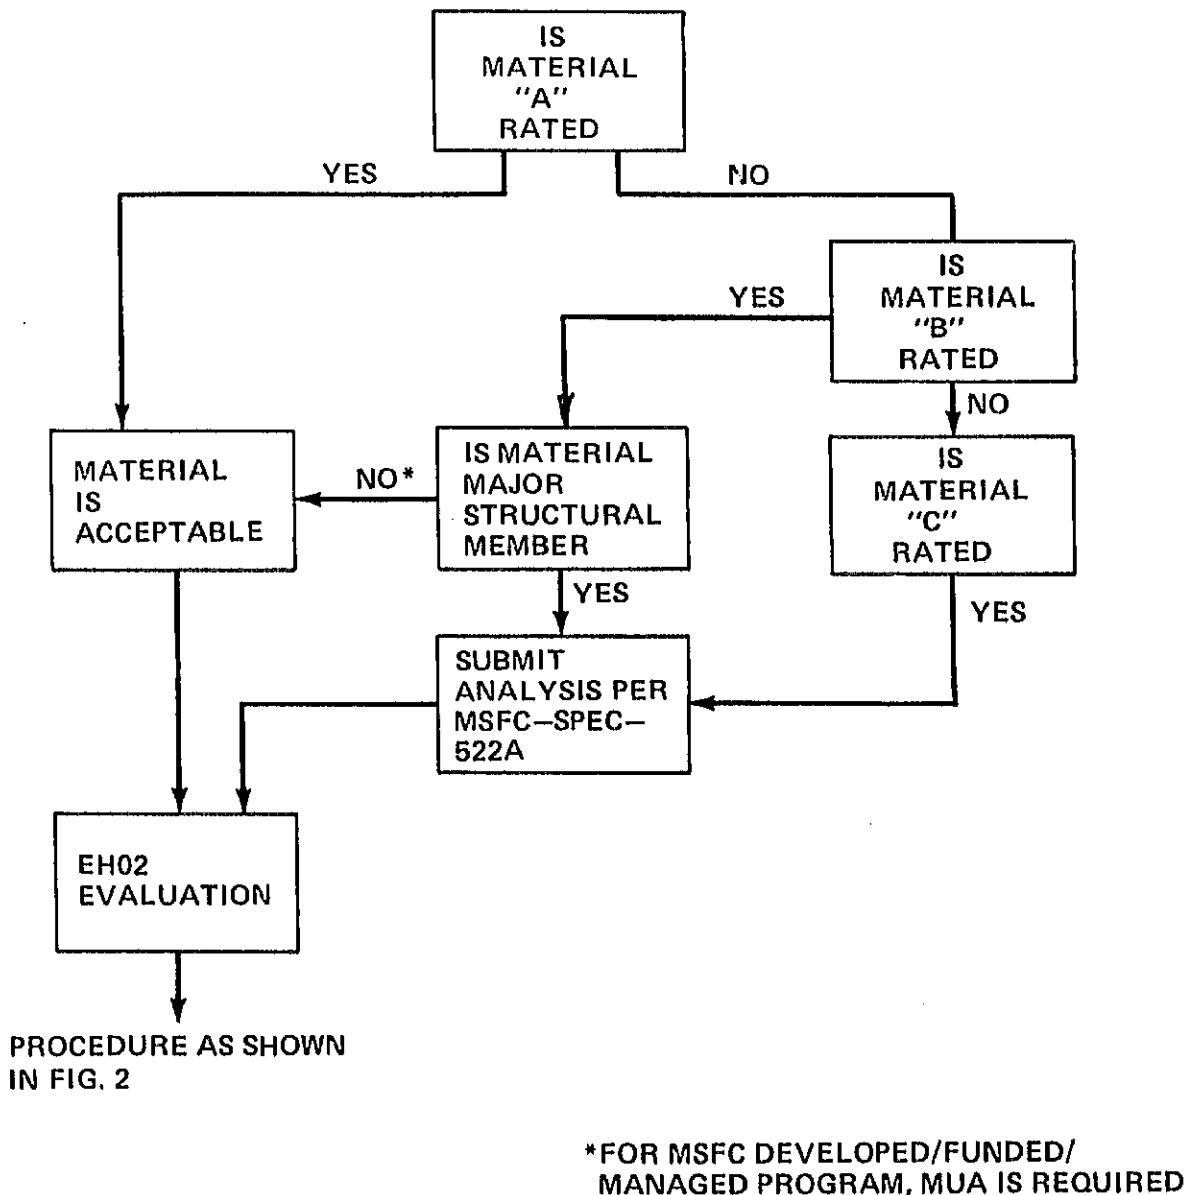 IS
MATERIAL
"A"
RATED
YES
NO
IS
MATERIAL
"B"
RATED
YES
NO
MATERIAL
IS
ACCEPTABLE
NO*
IS MATERIAL
MAJOR
STRUCTURAL
MEMBER
IS
MATERIAL
"C"
RATED
YES
YES
SUBMIT
ANALYSIS PER
MSFC–SPEC–
522A
EH02
EVALUATION
PROCEDURE AS SHOWN
IN FIG. 2
*FOR MSFC DEVELOPED/FUNDED/
MANAGED PROGRAM, MUA IS REQUIRED